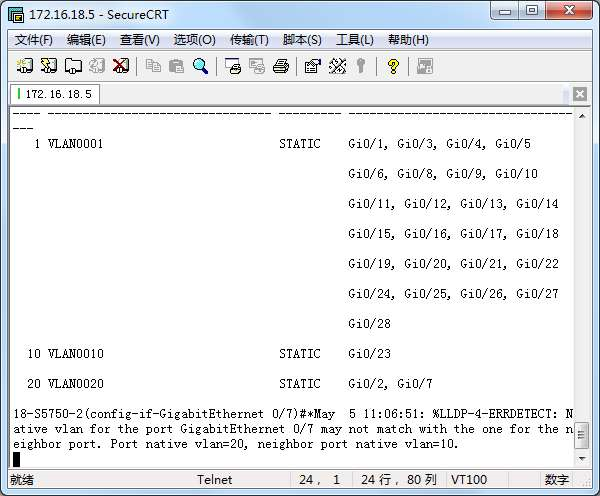 172.16.18.5 - SecureCRT
文件(F) 编辑(E) 查看(V) 选项(O) 传输(T) 脚本(S) 工具(L) 帮助(H)
172.16.18.5
---- -------------------------------- --------- -----------------------------------
1 VLAN0001 STATIC Gi0/1, Gi0/3, Gi0/4, Gi0/5
Gi0/6, Gi0/8, Gi0/9, Gi0/10
Gi0/11, Gi0/12, Gi0/13, Gi0/14
Gi0/15, Gi0/16, Gi0/17, Gi0/18
Gi0/19, Gi0/20, Gi0/21, Gi0/22
Gi0/24, Gi0/25, Gi0/26, Gi0/27
Gi0/28
10 VLAN0010 STATIC Gi0/23
20 VLAN0020 STATIC Gi0/2, Gi0/7
18-S5750-2(config-if-GigabitEthernet 0/7)#*May  5 11:06:51: %LLDP-4-ERRDETECT: N
ative vlan for the port GigabitEthernet 0/7 may not match with the one for the n
eighbor port. Port native vlan=20, neighbor port native vlan=10.
就绪 Telnet 24, 1 24 行, 80 列 VT100 数字